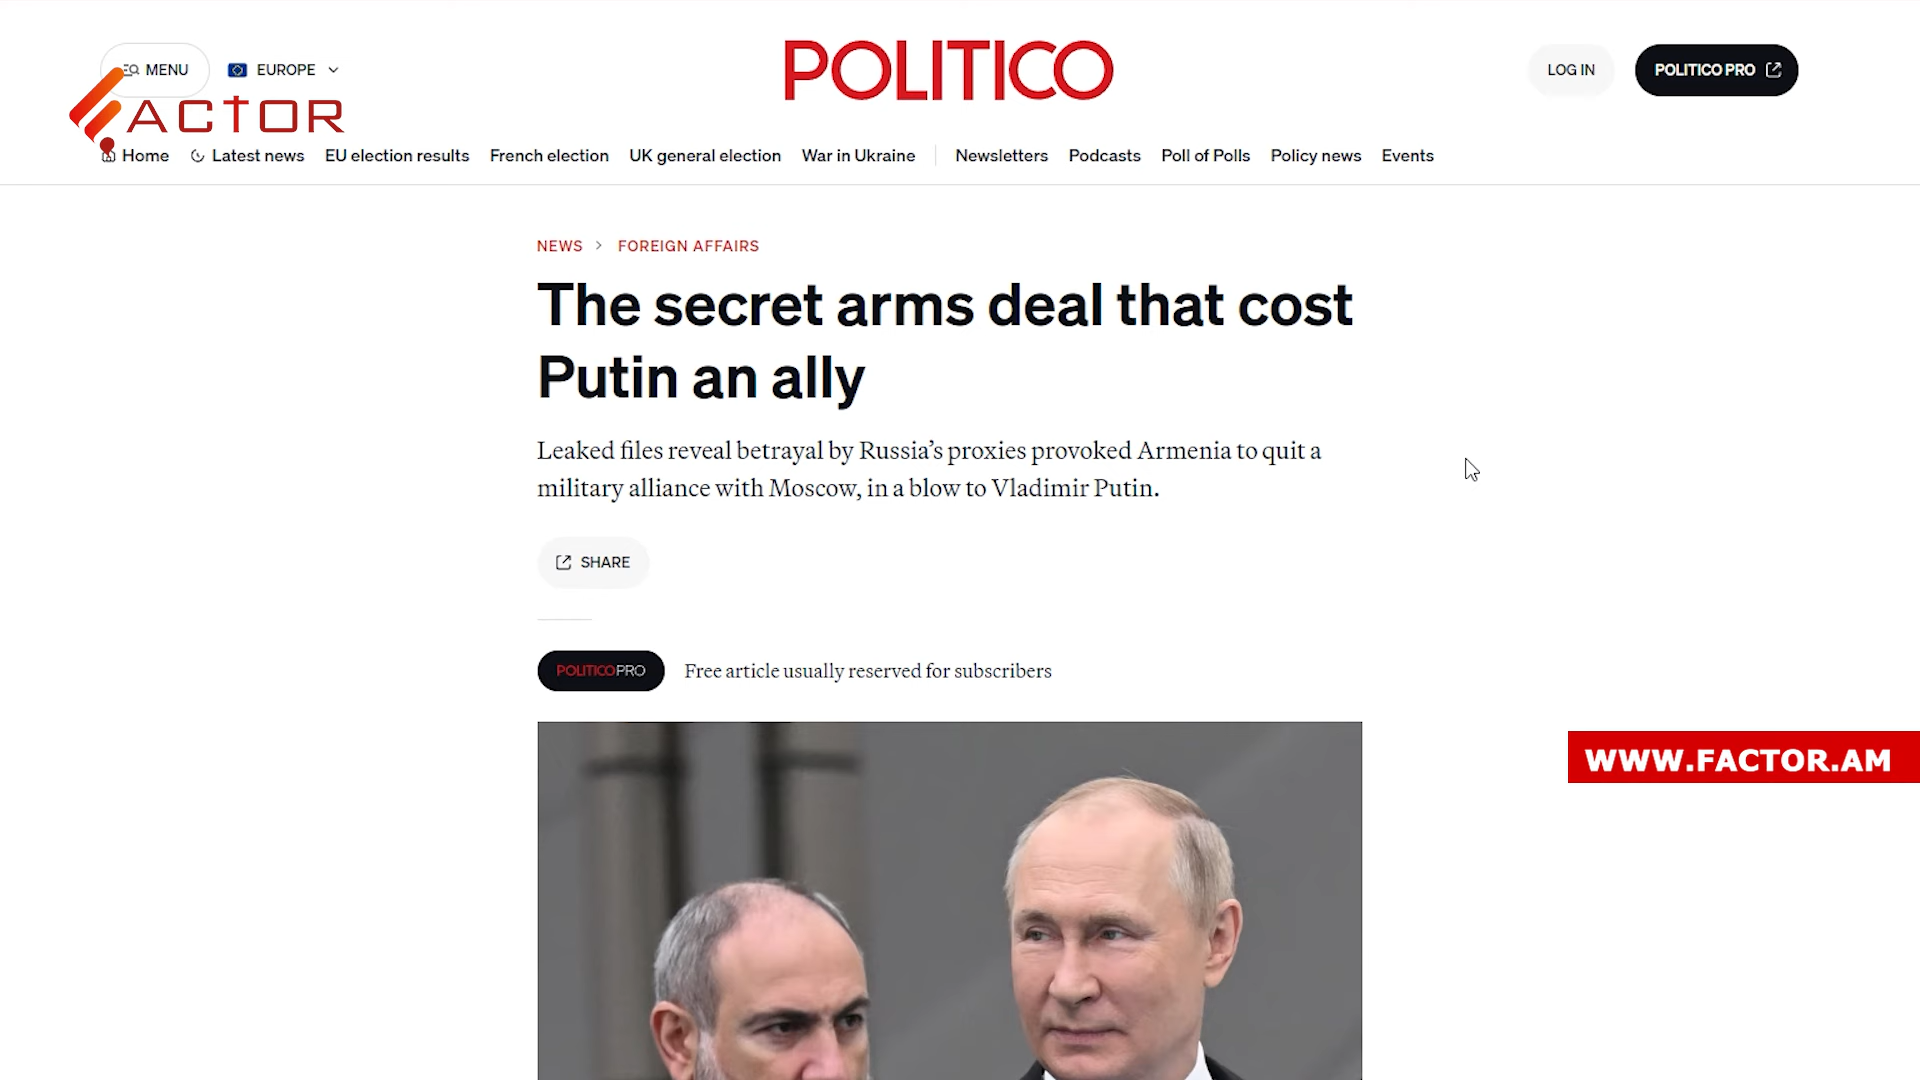 MENU
EUROPE
POLITICO
LOG IN
POLITICO PRO
FACTOR
Home
Latest news
EU election results
French election
UK general election
War in Ukraine
Newsletters
Podcasts
Poll of Polls
Policy news
Events
NEWS > FOREIGN AFFAIRS
The secret arms deal that cost
Putin an ally
Leaked files reveal betrayal by Russia’s proxies provoked Armenia to quit a
military alliance with Moscow, in a blow to Vladimir Putin.
SHARE
POLITICOPRO
Free article usually reserved for subscribers
WWW.FACTOR.AM